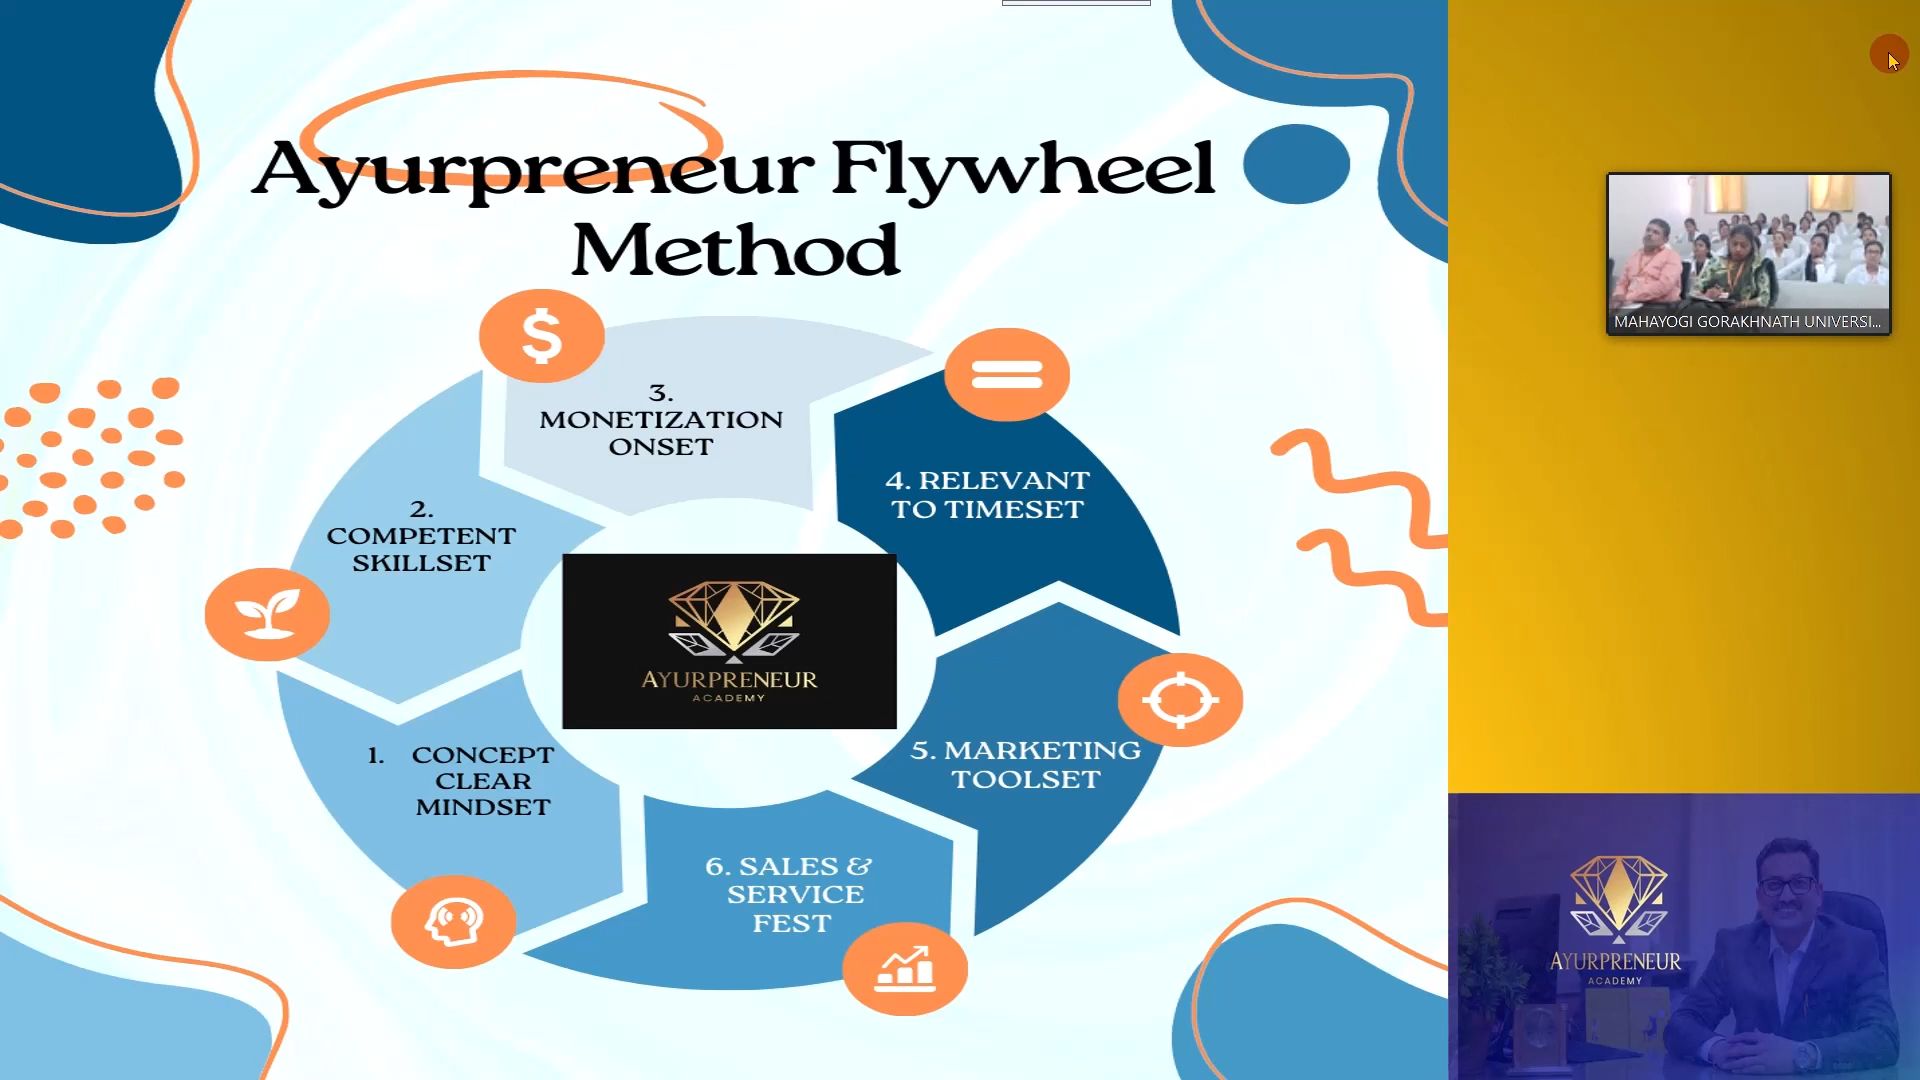 Ayurpreneur Flywheel
Method
3.
MONETIZATION
ONSET
4. RELEVANT
TO TIMESET
2.
COMPETENT
SKILLSET
AYURPRENEUR
ACADEMY
1. CONCEPT
CLEAR
MINDSET
5. MARKETING
TOOLSET
6. SALES &
SERVICE
FEST
MAHAYOGI GORAKHNATH UNIVERSI...
AYURPRENEUR
ACADEMY